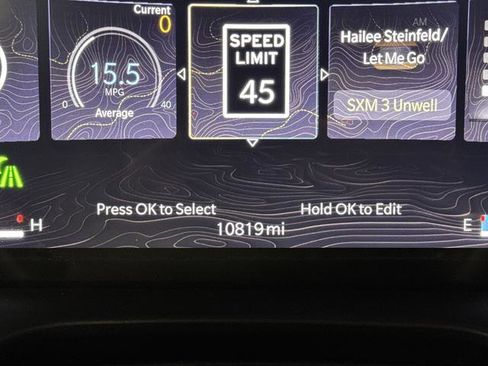 Current
0
15.5
MPG
0
40
Average
SPEED
LIMIT
45
AM
Hailee Steinfeld/
Let Me Go
SXM 3 Unwell
Press OK to Select
Hold OK to Edit
H
10819 mi
E